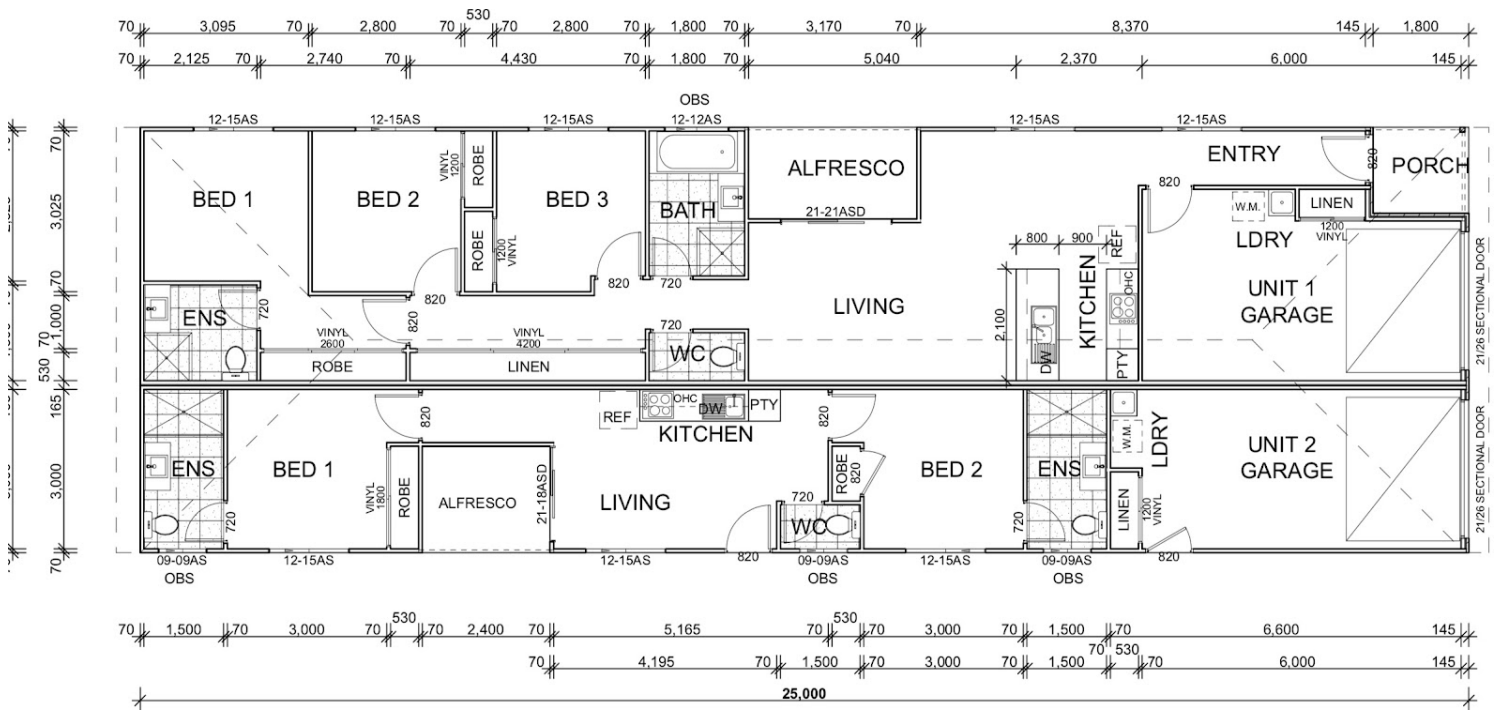 530
70 3,095 70 2,800 70 70 2,800 70 1,800 70 3,170 70 8,370 145 1,800
70 2,125 70 2,740 70 4,430 70 1,800 70 5,040 2,370 6,000 145
OBS
12-15AS 12-15AS 12-15AS 12-12AS 12-15AS 12-15AS
BED 1
BED 2
VINYL
1200
ROBE
ROBE
1200
VINYL
BED 3
BATH
ALFRESCO
21-21ASD
ENTRY
820
PORCH
820
W.M.
LINEN
1200
VINYL
LDRY
UNIT 1
GARAGE
21/26 SECTIONAL DOOR
800 900
REF
KITCHEN
OHC
2,100
DW
PTY
LIVING
820
820
720
720
ENS
720
820
VINYL
2600
ROBE
VINYL
4200
LINEN
WC
70
3,025
70
1,000
70
530
165
3,000
70
ENS
720
BED 1
820
VINYL
1800
ROBE
ALFRESCO
21-18ASD
REF
OHC
DW
PTY
KITCHEN
LIVING
820
720
WC
820
ROBE
820
BED 2
ENS
720
W.M.
LDRY
LINEN
1200
VINYL
820
UNIT 2
GARAGE
21/26 SECTIONAL DOOR
09-09AS 12-15AS 12-15AS 09-09AS 12-15AS 09-09AS
OBS OBS OBS
530 530
70 1,500 70 3,000 70 70 2,400 70 5,165 70 70 3,000 70 1,500 70 6,600 145
70 530
70 4,195 70 1,500 70 3,000 70 1,500 70 6,000 145
25,000